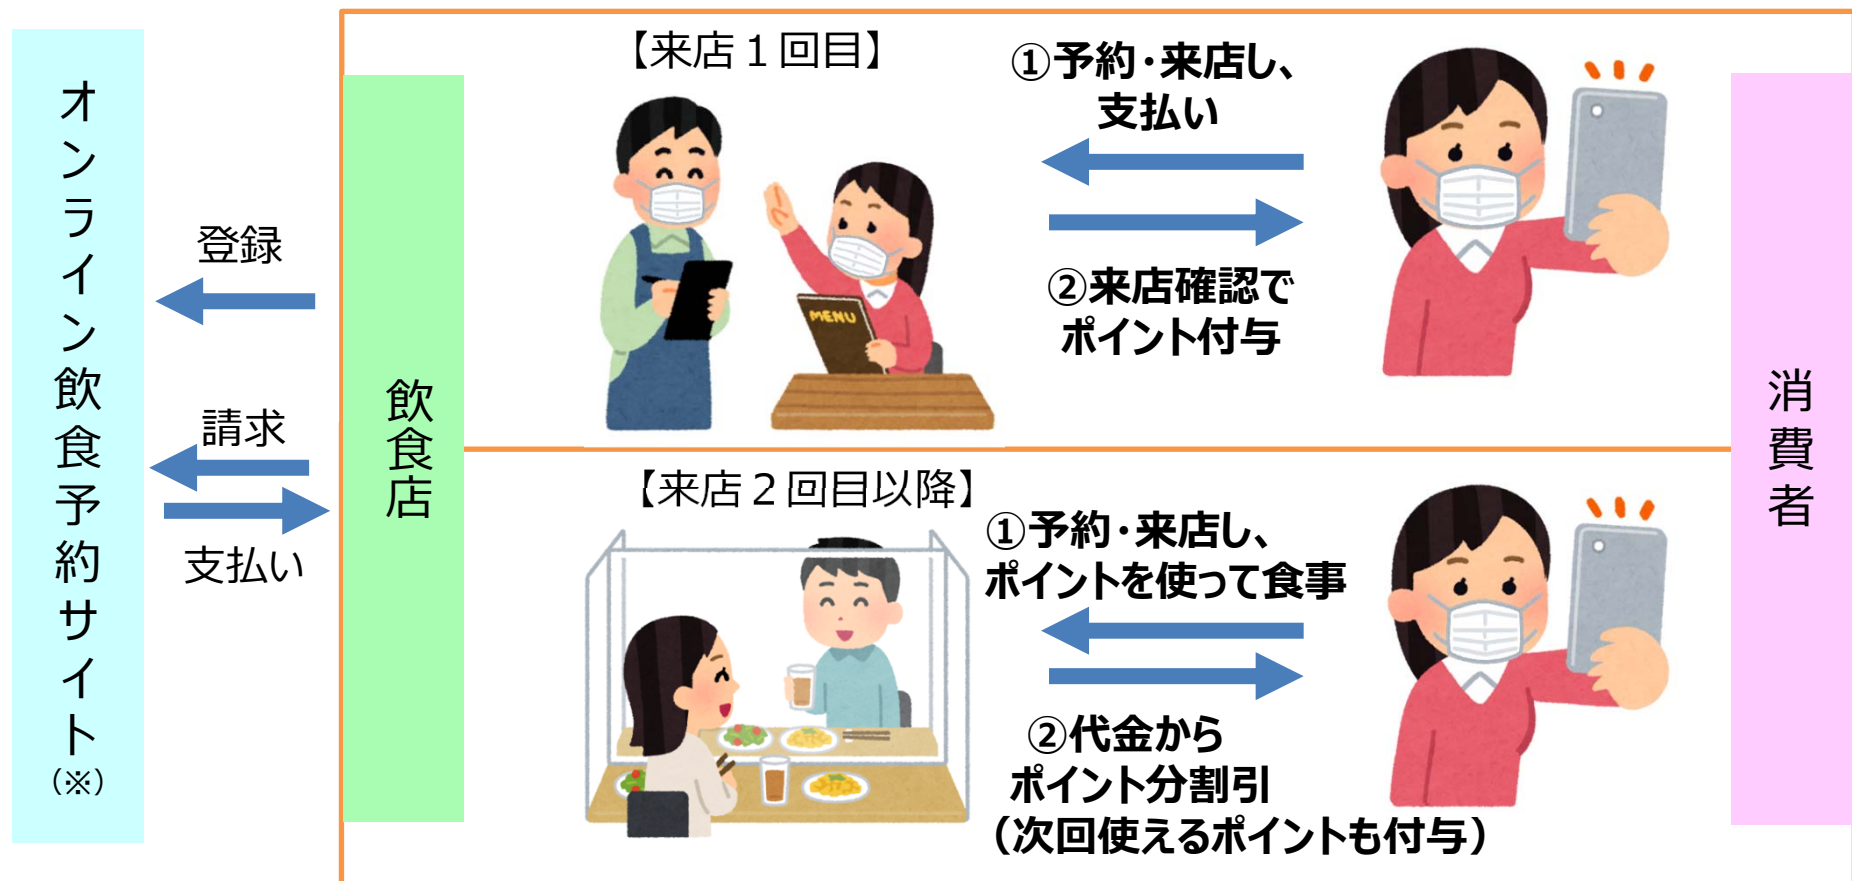 オンライン飲食予約サイト
（※）
登録
請求
支払い
飲食店
【来店１回目】
①予約・来店し、
支払い
②来店確認で
ポイント付与
MENU
【来店２回目以降】
①予約・来店し、
ポイントを使って食事
②代金から
ポイント分割引
（次回使えるポイントも付与）
消費者